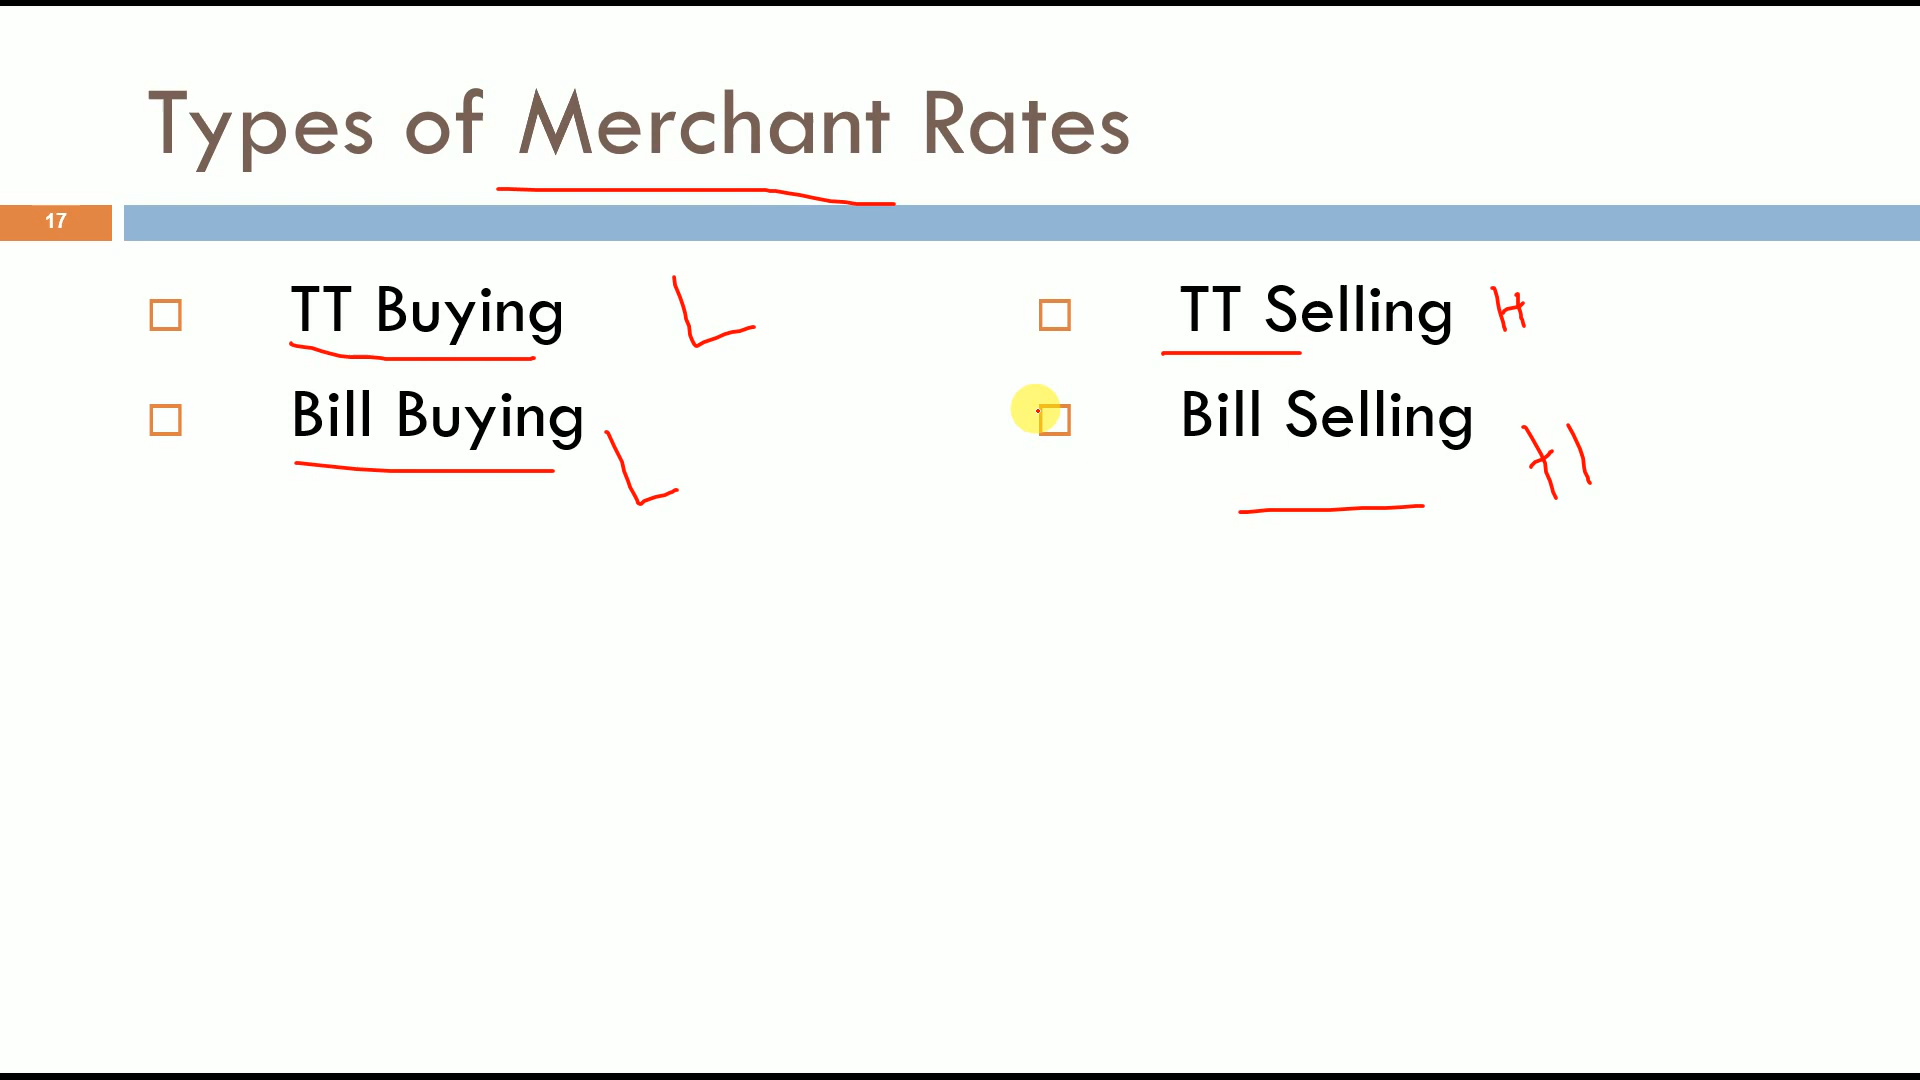 Types of Merchant Rates
17
TT Buying L
Bill Buying L
TT Selling H
Bill Selling H